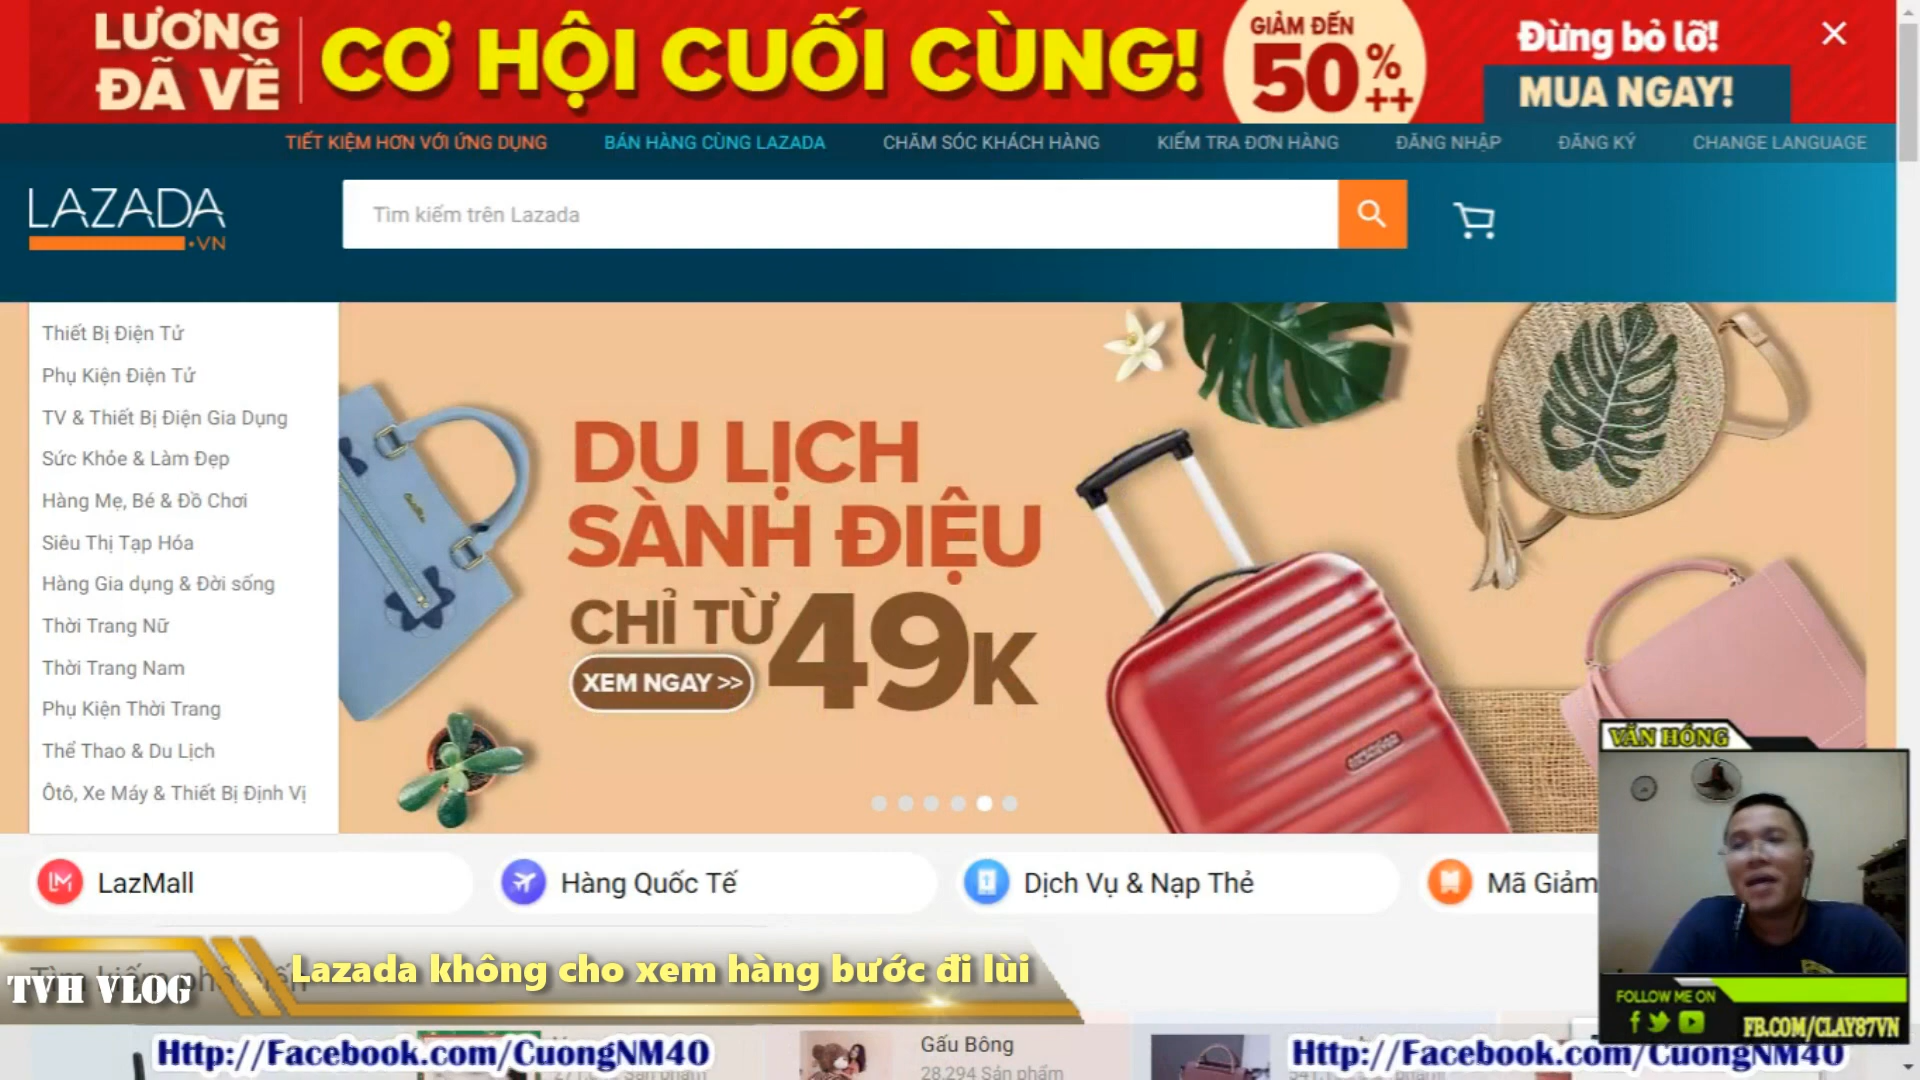 LƯƠNG
ĐÃ VỀ
CƠ HỘI CUỐI CÙNG!
GIẢM ĐẾN
50%++
Đừng bỏ lỡ!
MUA NGAY!
TIẾT KIỆM HƠN VỚI ỨNG DỤNG
BÁN HÀNG CÙNG LAZADA
CHĂM SÓC KHÁCH HÀNG
KIỂM TRA ĐƠN HÀNG
ĐĂNG NHẬP
ĐĂNG KÝ
CHANGE LANGUAGE
LAZADA
.VN
Tìm kiếm trên Lazada
Thiết Bị Điện Tử
Phụ Kiện Điện Tử
TV & Thiết Bị Điện Gia Dụng
Sức Khỏe & Làm Đẹp
Hàng Mẹ, Bé & Đồ Chơi
Siêu Thị Tạp Hóa
Hàng Gia dụng & Đời sống
Thời Trang Nữ
Thời Trang Nam
Phụ Kiện Thời Trang
Thể Thao & Du Lịch
Ôtô, Xe Máy & Thiết Bị Định Vị
DU LỊCH
SÀNH ĐIỆU
CHỈ TỪ 49K
XEM NGAY >>
VĂN HỒNG
LazMall
Hàng Quốc Tế
Dịch Vụ & Nạp Thẻ
Mã Giảm
TVH VLOG
Lazada không cho xem hàng bước đi lùi
FOLLOW ME ON
FB.COM/CLAY87VN
Gấu Bông
28.294 Sản phẩm
Http://Facebook.com/CuongNM40
Http://Facebook.com/CuongNM40